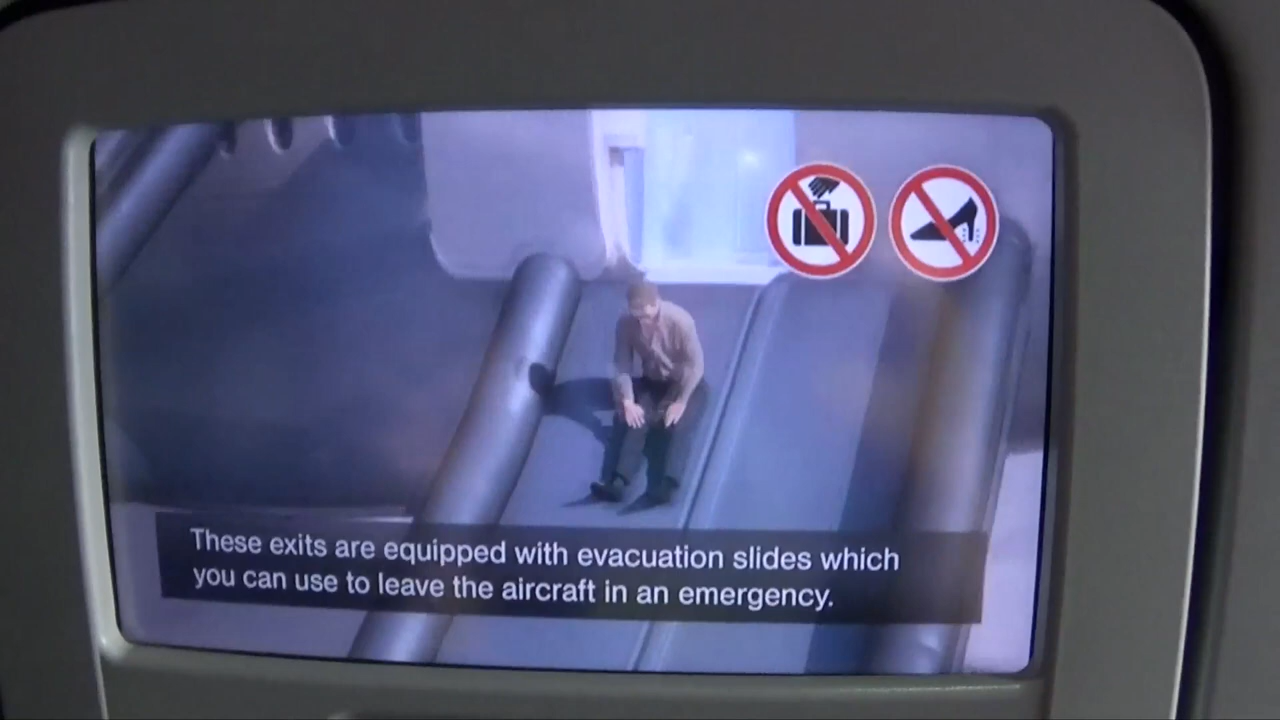 These exits are equipped with evacuation slides which
you can use to leave the aircraft in an emergency.